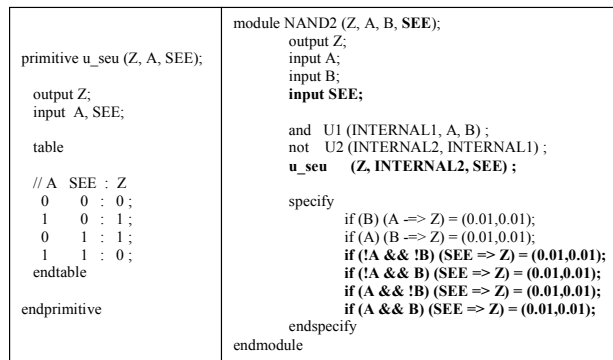 primitive u_seu (Z, A, SEE);
output Z;
input A, SEE;
table
// A SEE : Z
0 0 : 0 ;
1 0 : 1 ;
0 1 : 1 ;
1 1 : 0 ;
endtable
endprimitive
module NAND2 (Z, A, B, SEE);
output Z;
input A;
input B;
input SEE;
and U1 (INTERNAL1, A, B) ;
not U2 (INTERNAL2, INTERNAL1) ;
u_seu (Z, INTERNAL2, SEE) ;
specify
if (B) (A -=> Z) = (0.01,0.01);
if (A) (B -=> Z) = (0.01,0.01);
if (!A && !B) (SEE => Z) = (0.01,0.01);
if (!A && B) (SEE => Z) = (0.01,0.01);
if (A && !B) (SEE => Z) = (0.01,0.01);
if (A && B) (SEE => Z) = (0.01,0.01);
endspecify
endmodule